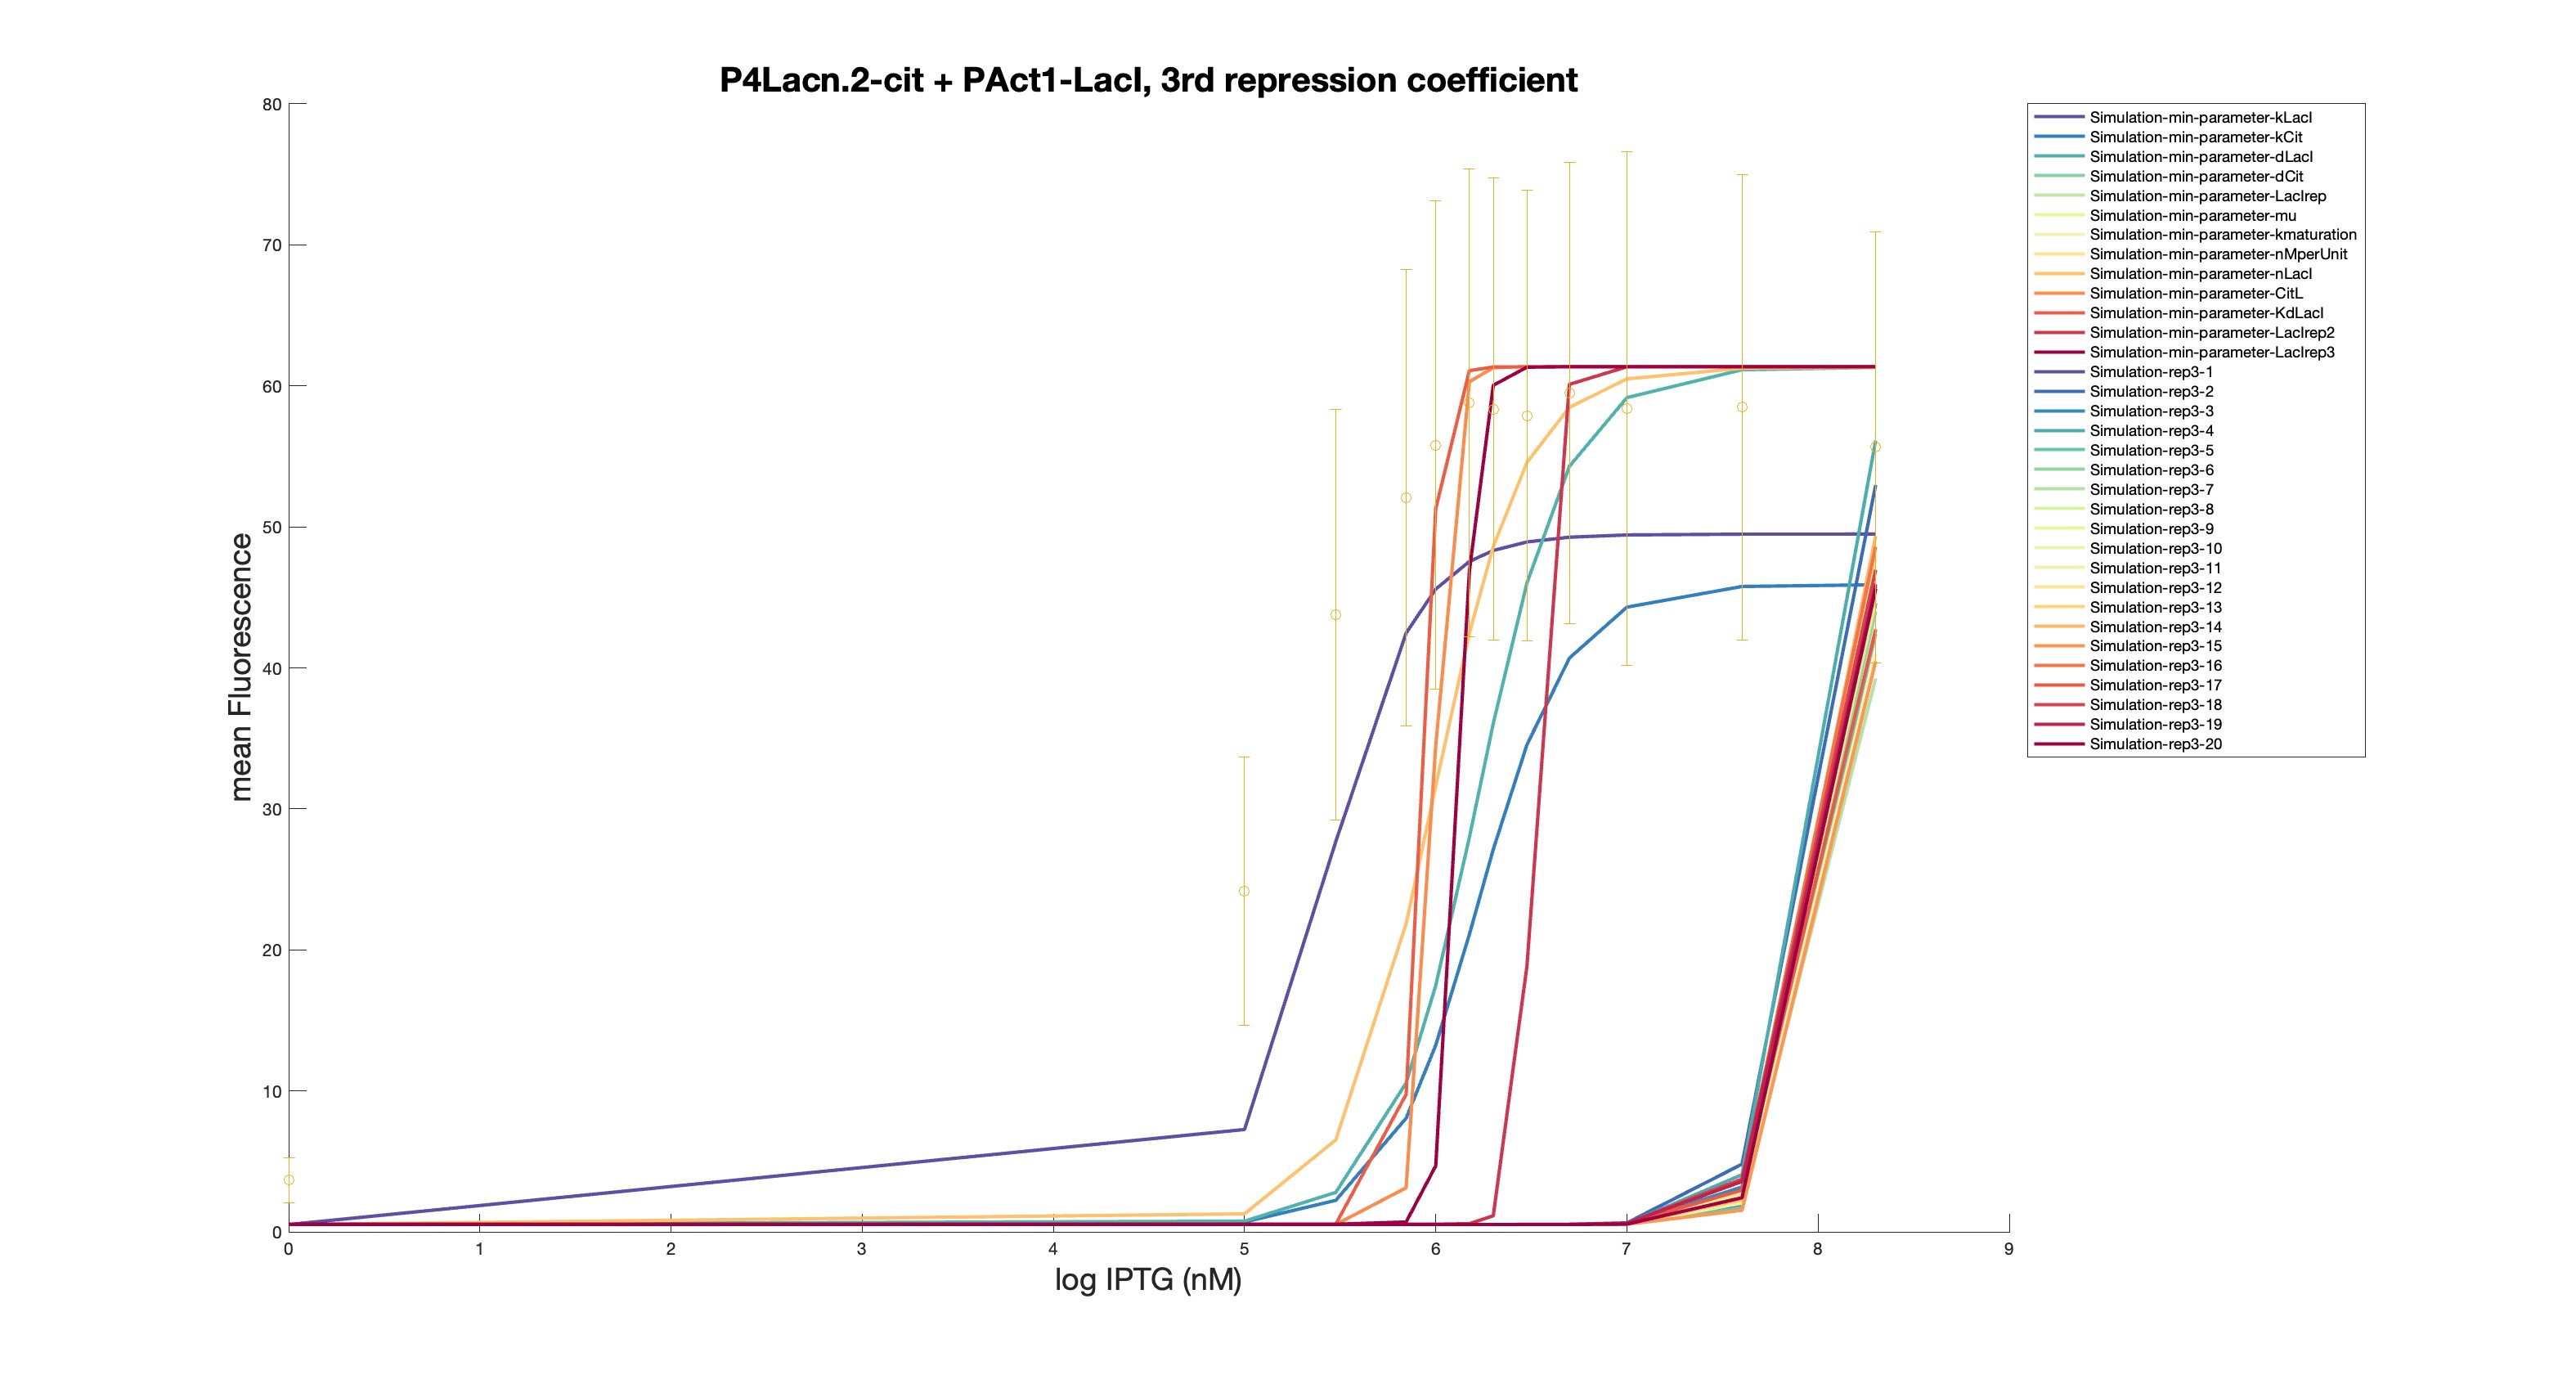 P4Lacn.2-cit + PAct1-LacI, 3rd repression coefficient
80
70
60
50
40
30
20
10
0
mean Fluorescence
0 1 2 3 4 5 6 7 8 9
log IPTG (nM)
Simulation-min-parameter-kLacI
Simulation-min-parameter-kCit
Simulation-min-parameter-dLacI
Simulation-min-parameter-dCit
Simulation-min-parameter-LacIrep
Simulation-min-parameter-mu
Simulation-min-parameter-kmaturation
Simulation-min-parameter-nMperUnit
Simulation-min-parameter-nLacI
Simulation-min-parameter-CitL
Simulation-min-parameter-KdLacI
Simulation-min-parameter-LacIrep2
Simulation-min-parameter-LacIrep3
Simulation-rep3-1
Simulation-rep3-2
Simulation-rep3-3
Simulation-rep3-4
Simulation-rep3-5
Simulation-rep3-6
Simulation-rep3-7
Simulation-rep3-8
Simulation-rep3-9
Simulation-rep3-10
Simulation-rep3-11
Simulation-rep3-12
Simulation-rep3-13
Simulation-rep3-14
Simulation-rep3-15
Simulation-rep3-16
Simulation-rep3-17
Simulation-rep3-18
Simulation-rep3-19
Simulation-rep3-20